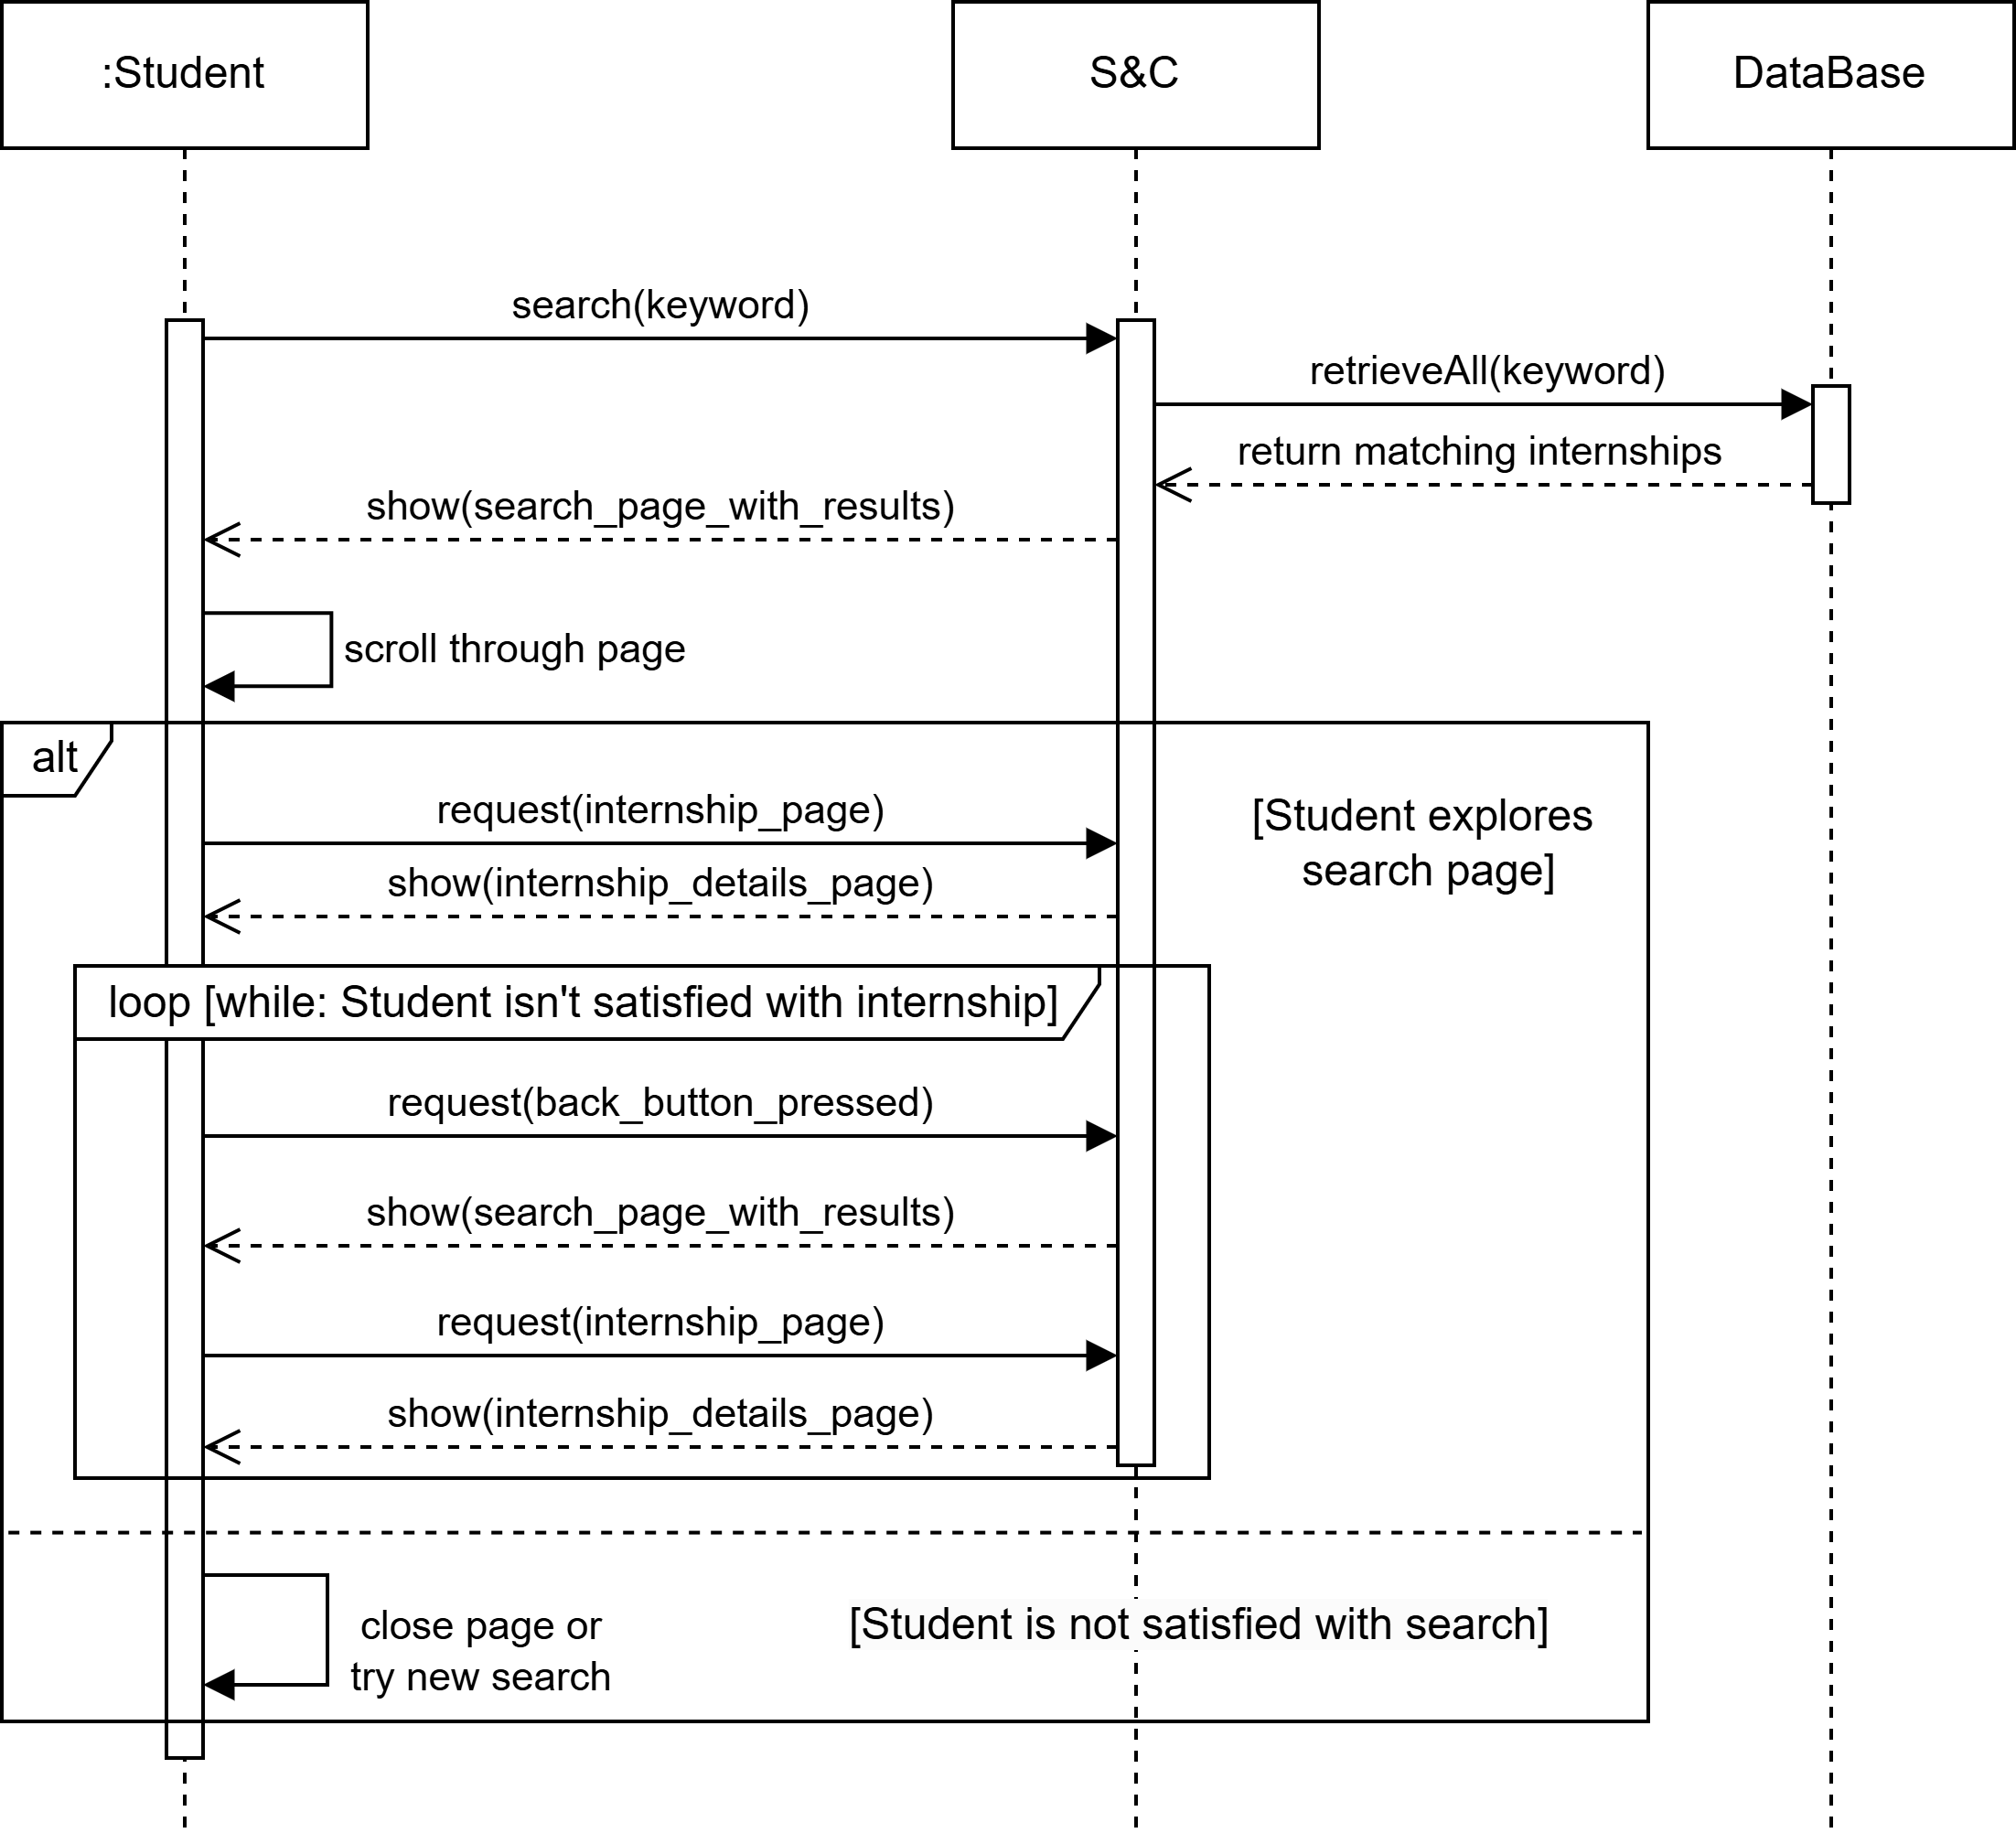 :Student
S&C
DataBase
search(keyword)
retrieveAll(keyword)
return matching internships
show(search_page_with_results)
scroll through page
alt
request(internship_page)
[Student explores
search page]
show(internship_details_page)
loop [while: Student isn't satisfied with internship]
request(back_button_pressed)
show(search_page_with_results)
request(internship_page)
show(internship_details_page)
close page or
try new search
[Student is not satisfied with search]